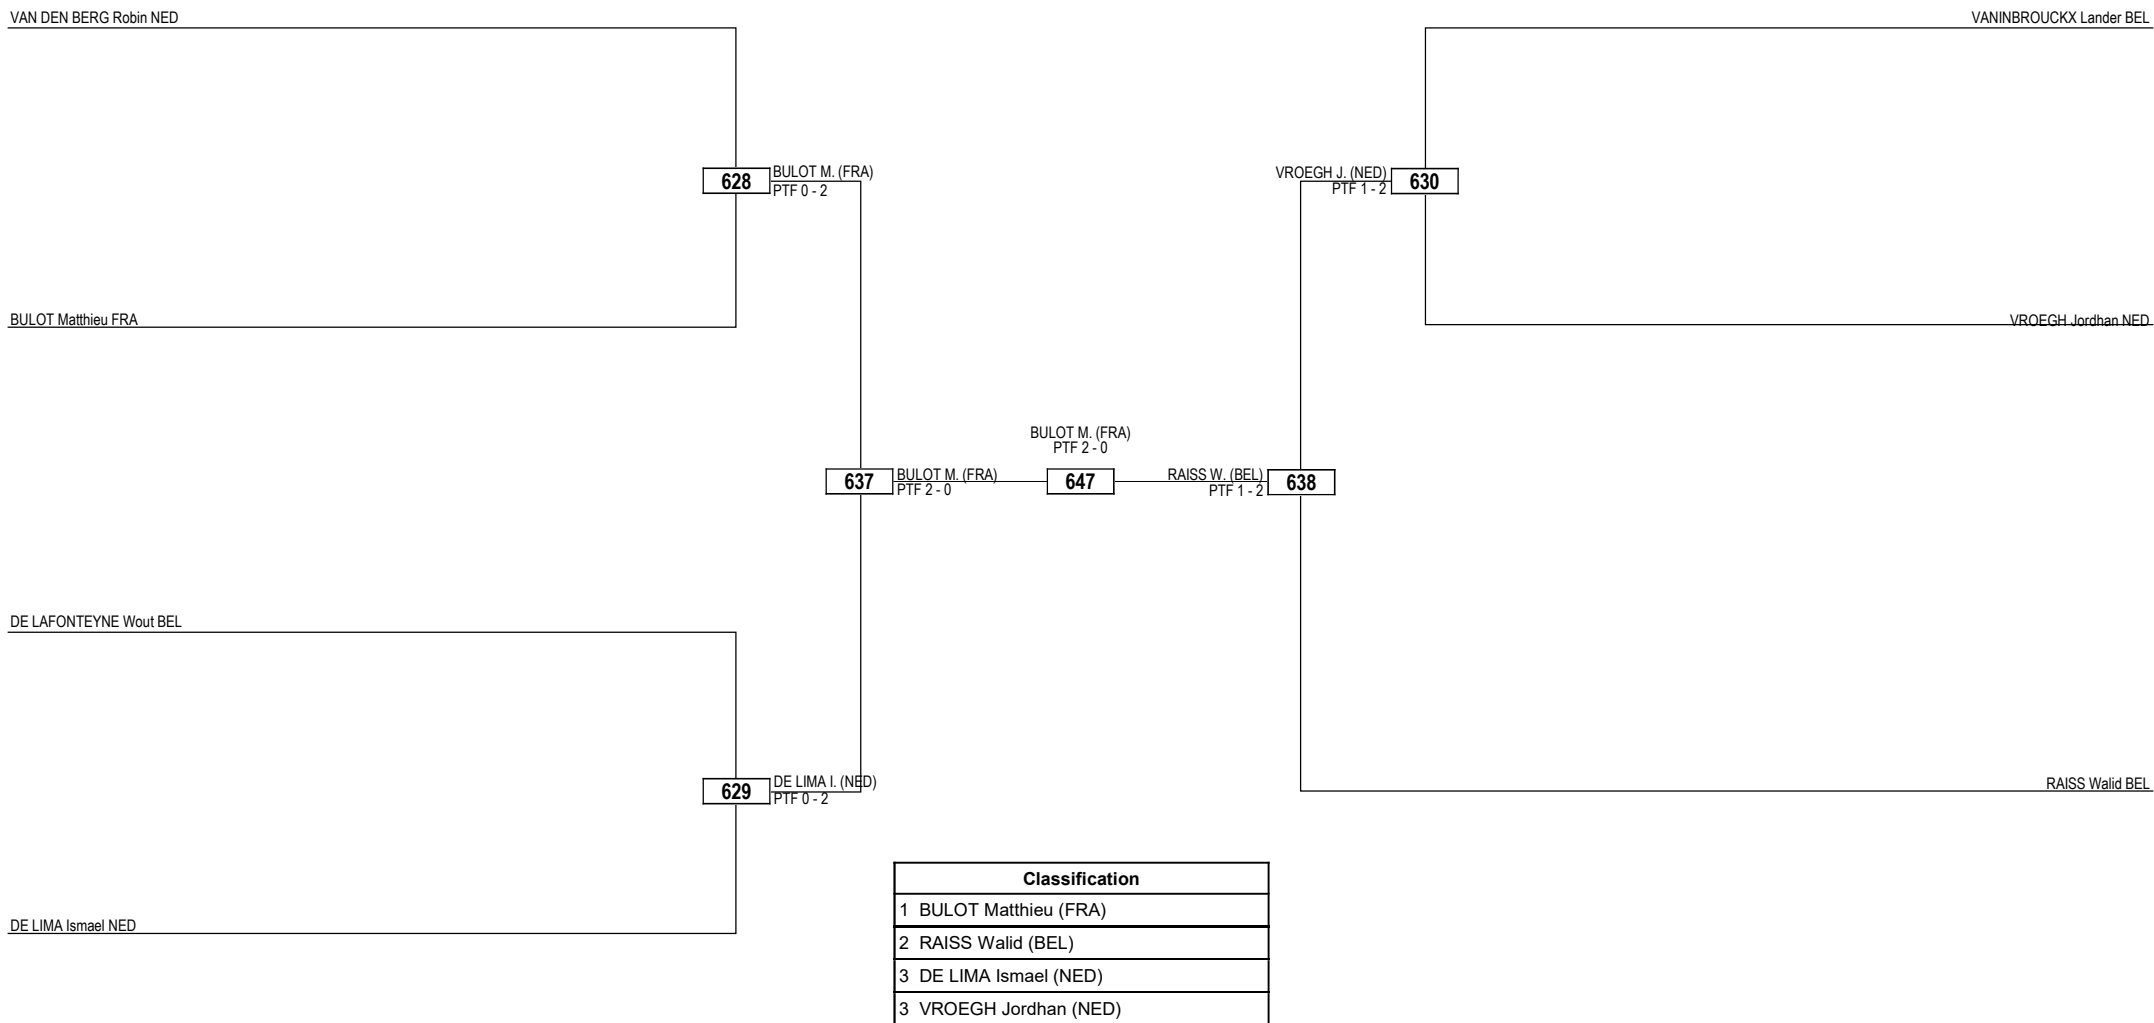 VAN DEN BERG Robin NED
VANINBROUCKX Lander BEL
628
BULOT M. (FRA)
PTF 0 - 2
VROEGH J. (NED)
PTF 1 - 2
630
BULOT Matthieu FRA
VROEGH Jordhan NED
BULOT M. (FRA)
PTF 2 - 0
637
BULOT M. (FRA)
PTF 2 - 0
647
RAISS W. (BEL)
PTF 1 - 2
638
DE LAFONTEYNE Wout BEL
629
DE LIMA I. (NED)
PTF 0 - 2
RAISS Walid BEL
DE LIMA Ismael NED
Classification
1 BULOT Matthieu (FRA)
2 RAISS Walid (BEL)
3 DE LIMA Ismael (NED)
3 VROEGH Jordhan (NED)